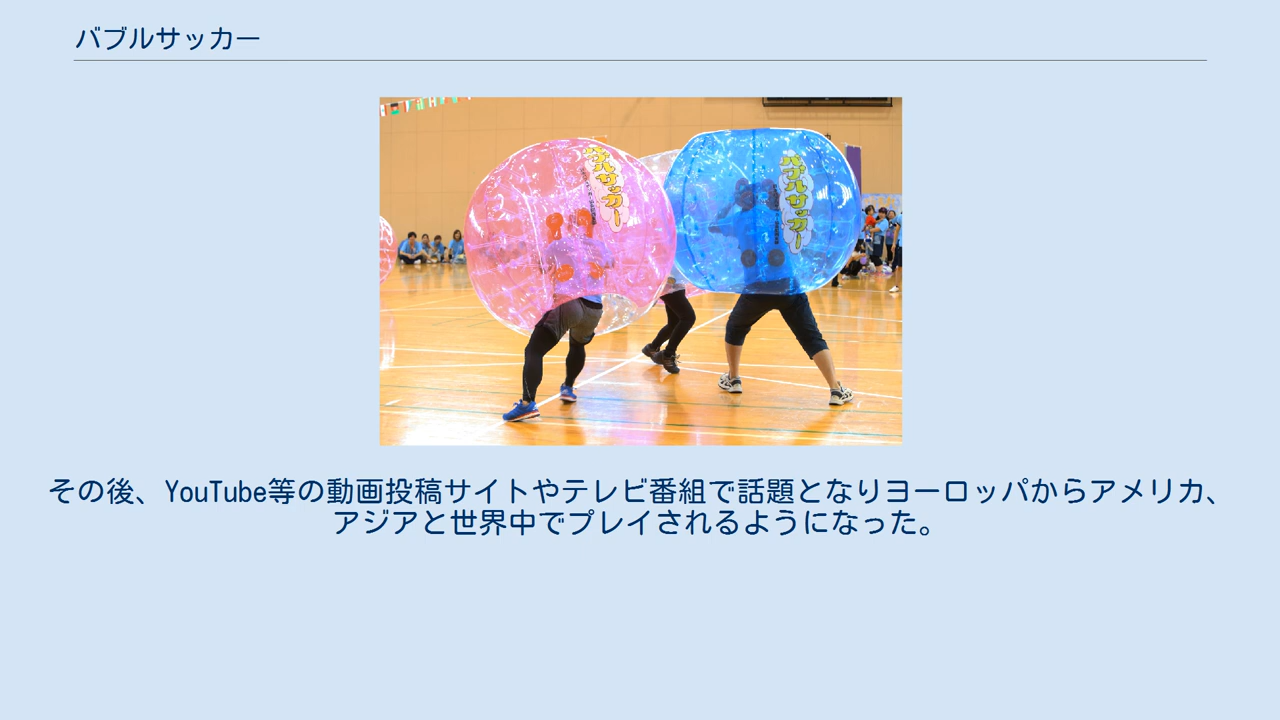 バブルサッカー
バブルサッカー
バブルサッカー
その後、YouTube等の動画投稿サイトやテレビ番組で話題となりヨーロッパからアメリカ、
アジアと世界中でプレイされるようになった。